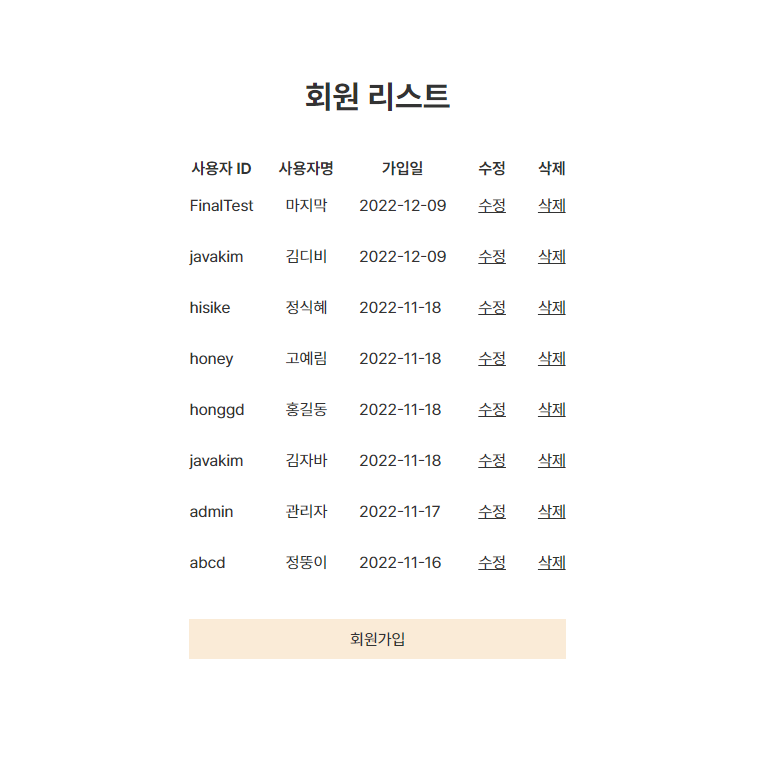 회원 리스트
사용자 ID 사용자명 가입일 수정 삭제
FinalTest 마지막 2022-12-09 수정 삭제
javakim 김디비 2022-12-09 수정 삭제
hisike 정식혜 2022-11-18 수정 삭제
honey 고예림 2022-11-18 수정 삭제
honggd 홍길동 2022-11-18 수정 삭제
javakim 김자바 2022-11-18 수정 삭제
admin 관리자 2022-11-17 수정 삭제
abcd 정뚱이 2022-11-16 수정 삭제
회원가입